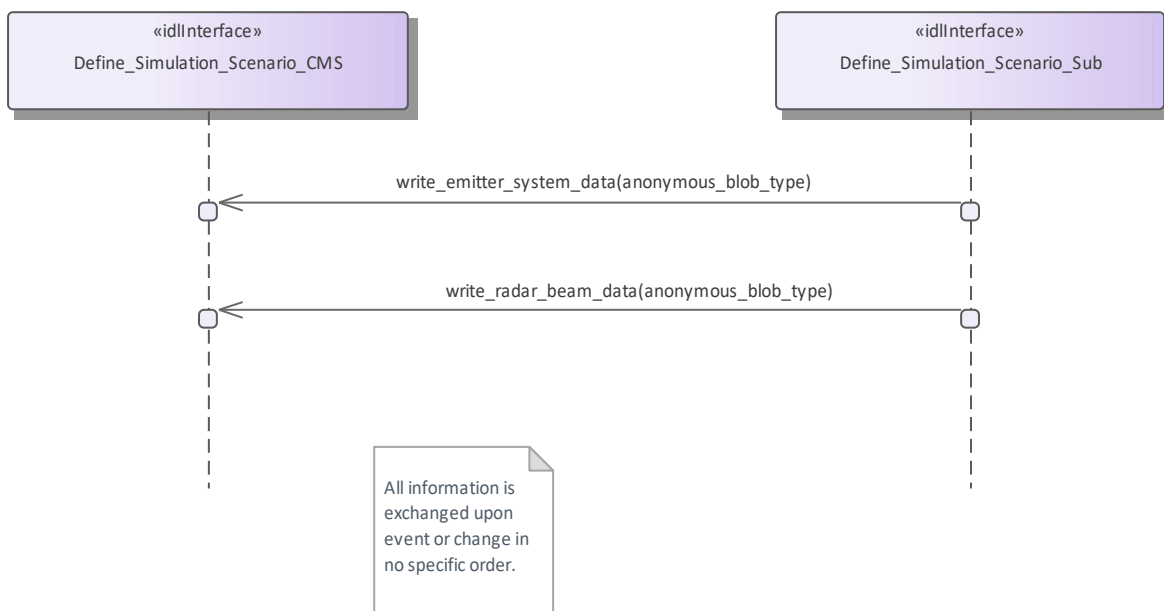 «idlInterface»
Define_Simulation_Scenario_CMS
«idlInterface»
Define_Simulation_Scenario_Sub
write_emitter_system_data(anonymous_blob_type)
write_radar_beam_data(anonymous_blob_type)
All information is
exchanged upon
event or change in
no specific order.